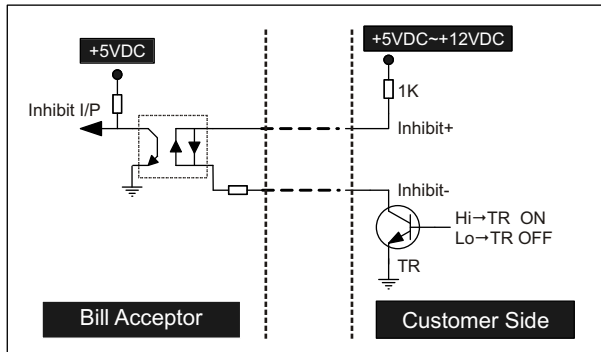 +5VDC
+5VDC~+12VDC
1K
Inhibit I/P
Inhibit+
Inhibit-
Hi→TR ON
Lo→TR OFF
TR
Bill Acceptor
Customer Side